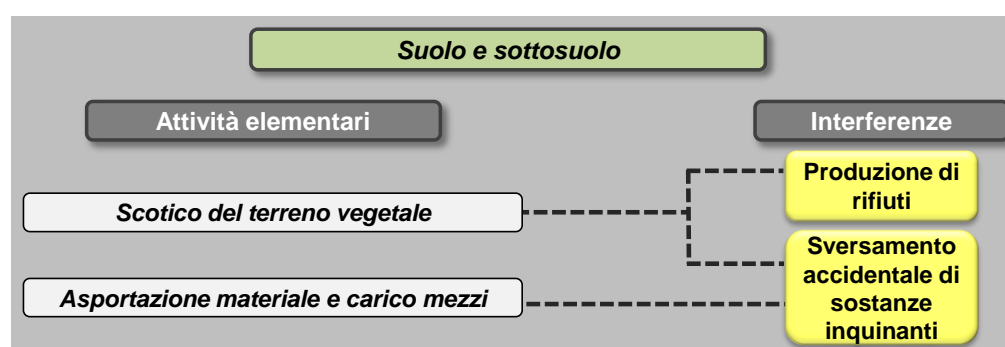 Suolo e sottosuolo
Attività elementari
Interferenze
Produzione di
rifiuti
Scotico del terreno vegetale
Sversamento
accidentale di
sostanze
inquinanti
Asportazione materiale e carico mezzi